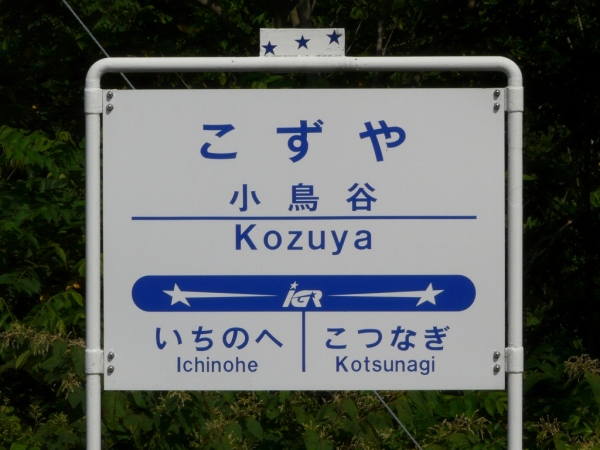 こずや
小鳥谷
Kozuya
IGR
いちのへ こつなぎ
Ichinohe Kotsunagi